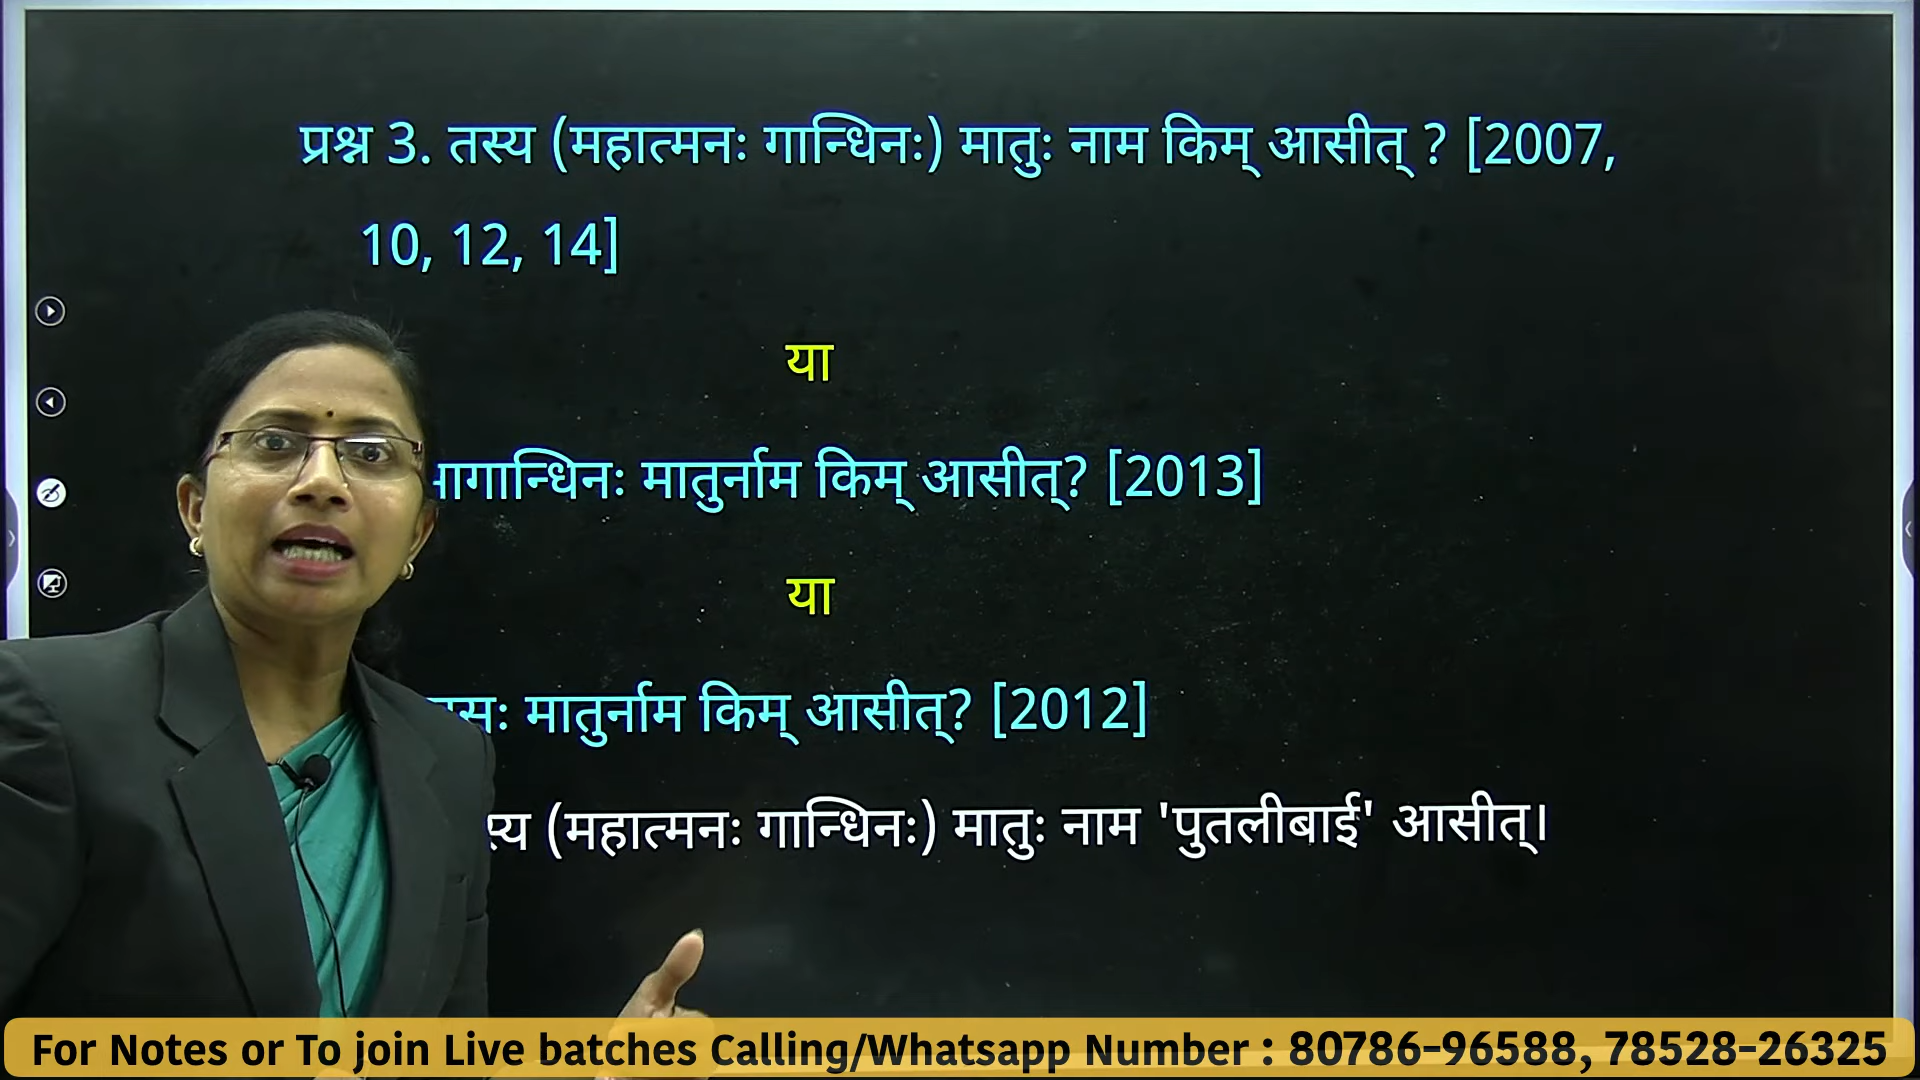 प्रश्न 3. तस्य (महात्मनः गान्धिनः) मातुः नाम किम् आसीत् ? [2007,
10, 12, 14]
या
मातुर्नाम किम् आसीत्? [2013]
या
मातुर्नाम किम् आसीत्? [2012]
(महात्मनः गान्धिनः) मातुः नाम 'पुतलीबाई' आसीत्।
For Notes or To join Live batches Calling/Whatsapp Number : 80786-96588, 78528-26325